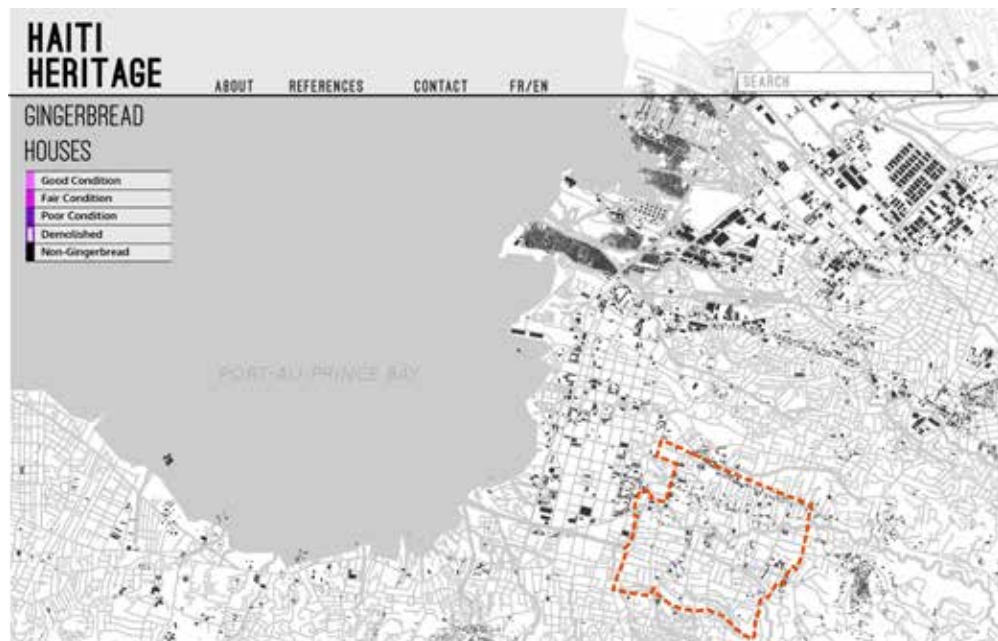 HAITI
HERITAGE
ABOUT REFERENCES CONTACT FR/EN SEARCH
GINGERBREAD
HOUSES
Good Condition
Fair Condition
Poor Condition
Demolished
Non-Gingerbread
PORT-AU-PRINCE BAY